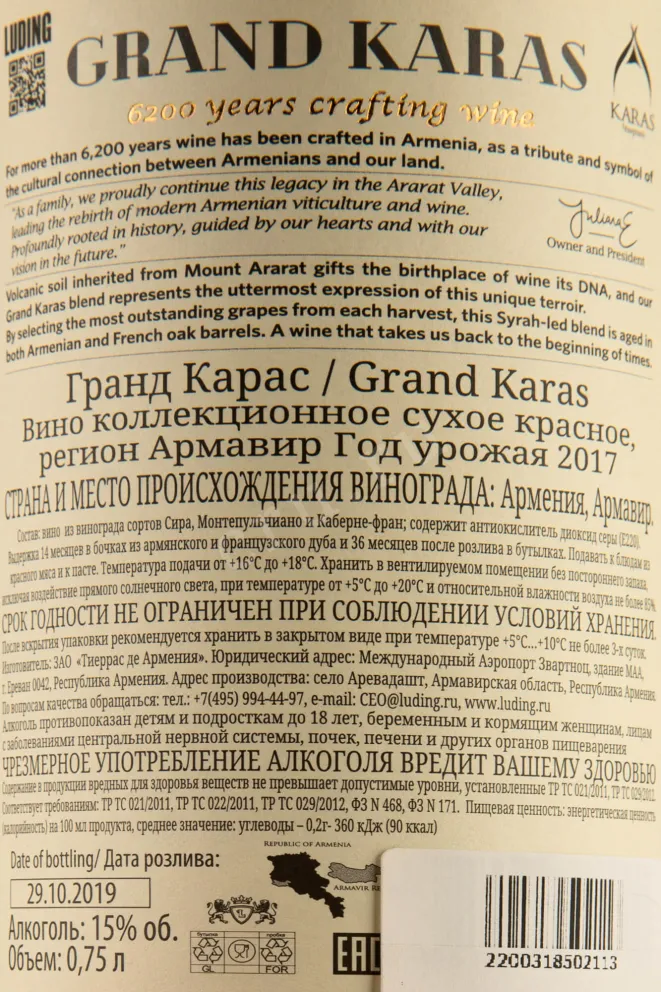 LUDING
GRAND KARAS
6200 years crafting wine
KARAS
For more than 6,200 years wine has been crafted in Armenia, as a tribute and symbol of
the cultural connection between Armenians and our land.
"As a family, we proudly continue this legacy in the Ararat Valley,
leading the rebirth of modern Armenian viticulture and wine.
Profoundly rooted in history, guided by our hearts and with our
vision in the future."
Juliana E
Owner and President
Volcanic soil inherited from Mount Ararat gifts the birthplace of wine its DNA, and our
Grand Karas blend represents the uttermost expression of this unique terroir.
By selecting the most outstanding grapes from each harvest, this Syrah-led blend is aged in
both Armenian and French oak barrels. A wine that takes us back to the beginning of times.
Гранд Карас / Grand Karas
Вино коллекционное сухое красное,
регион Армавир Год урожая 2017
СТРАНА И МЕСТО ПРОИСХОЖДЕНИЯ ВИНОГРАДА: Армения, Армавир.
Состав: вино из винограда сортов Сира, Монтепульчиано и Каберне-фран; содержит антиокислитель диоксид серы (E220).
Выдержка 14 месяцев в бочках из армянского и французского дуба и 36 месяцев после розлива в бутылках. Подавать к блюдам из
красного мяса и к пасте. Температура подачи от +16°C до +18°C. Хранить в вентилируемом помещении без постороннего запаха,
исключая воздействие прямого солнечного света, при температуре от +5°C до +20°C и относительной влажности воздуха не более 85%.
СРОК ГОДНОСТИ НЕ ОГРАНИЧЕН ПРИ СОБЛЮДЕНИИ УСЛОВИЙ ХРАНЕНИЯ.
После вскрытия упаковки рекомендуется хранить в закрытом виде при температуре +5°C...+10°C не более 3-х суток.
Изготовитель: ЗАО «Тиеррас де Армения». Юридический адрес: Международный Аэропорт Звартноц, здание МАА,
г. Ереван 0042, Республика Армения. Адрес производства: село Аревадашт, Армавирская область, Республика Армения.
По вопросам качества обращаться: тел.: +7(495) 994-44-97, e-mail: CEO@luding.ru, www.luding.ru
Алкоголь противопоказан детям и подросткам до 18 лет, беременным и кормящим женщинам, лицам
с заболеваниями центральной нервной системы, почек, печени и других органов пищеварения
ЧРЕЗМЕРНОЕ УПОТРЕБЛЕНИЕ АЛКОГОЛЯ ВРЕДИТ ВАШЕМУ ЗДОРОВЬЮ
Содержание в продукции вредных для здоровья веществ не превышает допустимые уровни, установленные ТР ТС 021/2011, ТР ТС 029/2012.
Соответствует требованиям: ТР ТС 021/2011, ТР ТС 022/2011, ТР ТС 029/2012, ФЗ N 468, ФЗ N 171. Пищевая ценность: энергетическая ценность
(калорийность) на 100 мл продукта, среднее значение: углеводы – 0,2г- 360 кДж (90 ккал)
REPUBLIC OF ARMENIA
ARMAVIR RE
Date of bottling/ Дата розлива:
29.10.2019
Алкоголь: 15% об.
Объем: 0,75 л
бутылка
GL
пробка
FOR
EAC
2200318502113